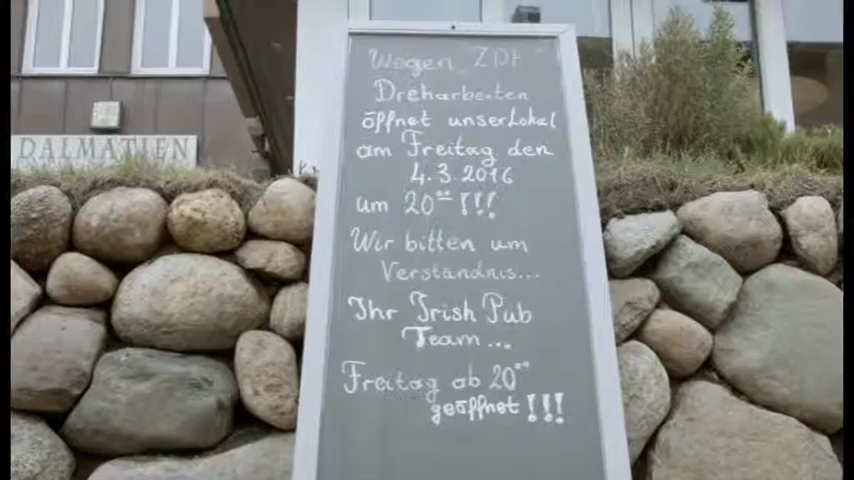 DALMATIEN
Wegen ZDF
Dreharbeiten
öffnet unser Lokal
am Freitag den
4.3.2016
um 20°° !!!
Wir bitten um
Verständnis...
Ihr Irish Pub
Team...
Freitag ab 20°°
geöffnet !!!